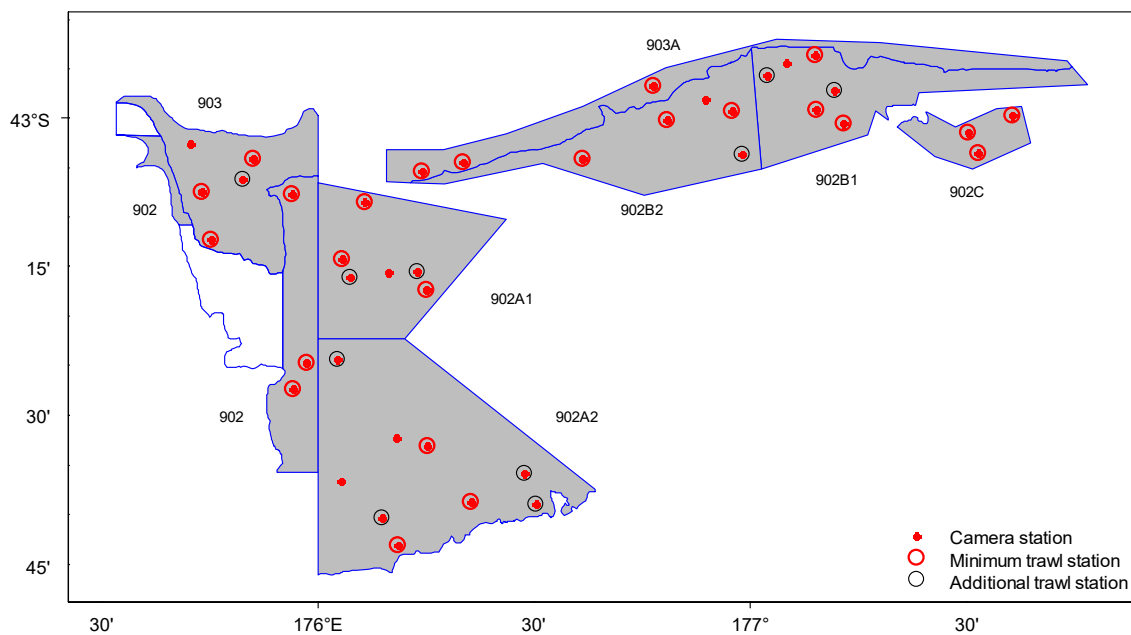 903A
903
43°S
902B1
902C
902
902B2
15'
902A1
30'
902
902A2
Camera station
Minimum trawl station
45'
Additional trawl station
30'
176°E
30'
177°
30'